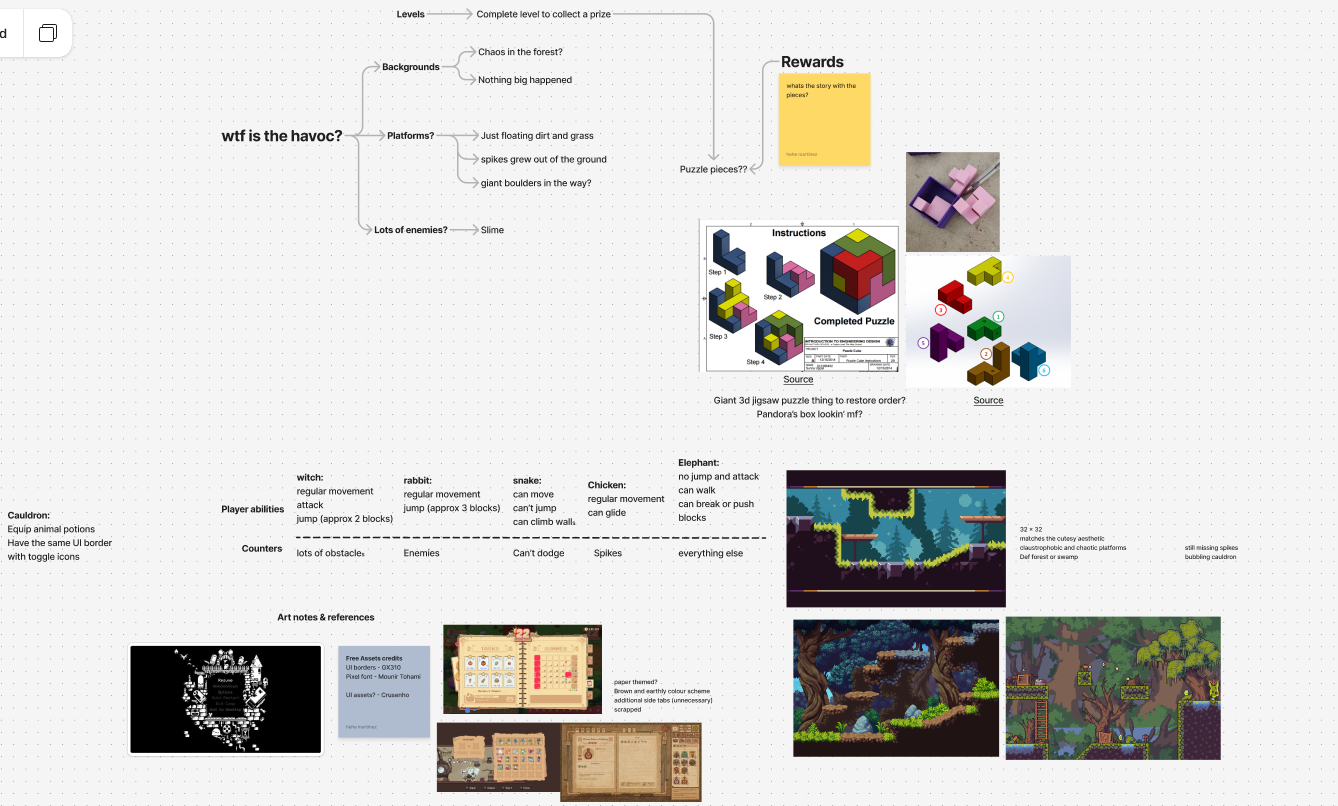 d
Levels
Complete level to collect a prize
Backgrounds
Chaos in the forest?
Nothing big happened
Rewards
whats the story with the
pieces?
wtf is the havoc?
Platforms?
Just floating dirt and grass
spikes grew out of the ground
giant boulders in the way?
Puzzle pieces??
Lots of enemies?
Slime
Instructions
Step 1
Step 2
Step 3
Step 4
Completed Puzzle
INTRODUCTION TO ENGINEERING DESIGN
Source
4
3
1
5
2
6
Source
Giant 3d jigsaw puzzle thing to restore order?
Pandora's box lookin' mf?
Player abilities
witch:
regular movement
attack
jump (approx 2 blocks)
rabbit:
regular movement
jump (approx 3 blocks)
snake:
can move
can't jump
can climb walls
Chicken:
regular movement
can glide
Elephant:
no jump and attack
can walk
can break or push
blocks
Counters
lots of obstacles
Enemies
Can't dodge
Spikes
everything else
Cauldron:
Equip animal potions
Have the same UI border
with toggle icons
32 x 32
matches the cutesy aesthetic
claustrophobic and chaotic platforms
Def forest or swamp
still missing spikes
bubbling cauldron
Art notes & references
Resume
Free Assets credits
UI borders - GX310
Pixel font - Mounir Tohami
UI assets? - Crusenho
paper themed?
Brown and earthly colour scheme
additional side tabs (unnecessary)
scrapped